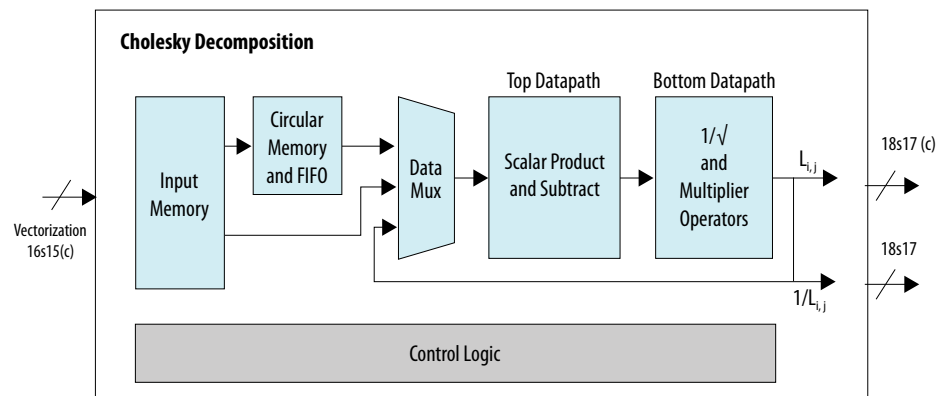 Cholesky Decomposition
Top Datapath
Bottom Datapath
Circular
Memory
and FIFO
Input
Memory
Data
Mux
Scalar Product
and Subtract
1/√
and
Multiplier
Operators
L i, j
1/L i, j
18s17 (c)
18s17
Vectorization
16s15(c)
Control Logic